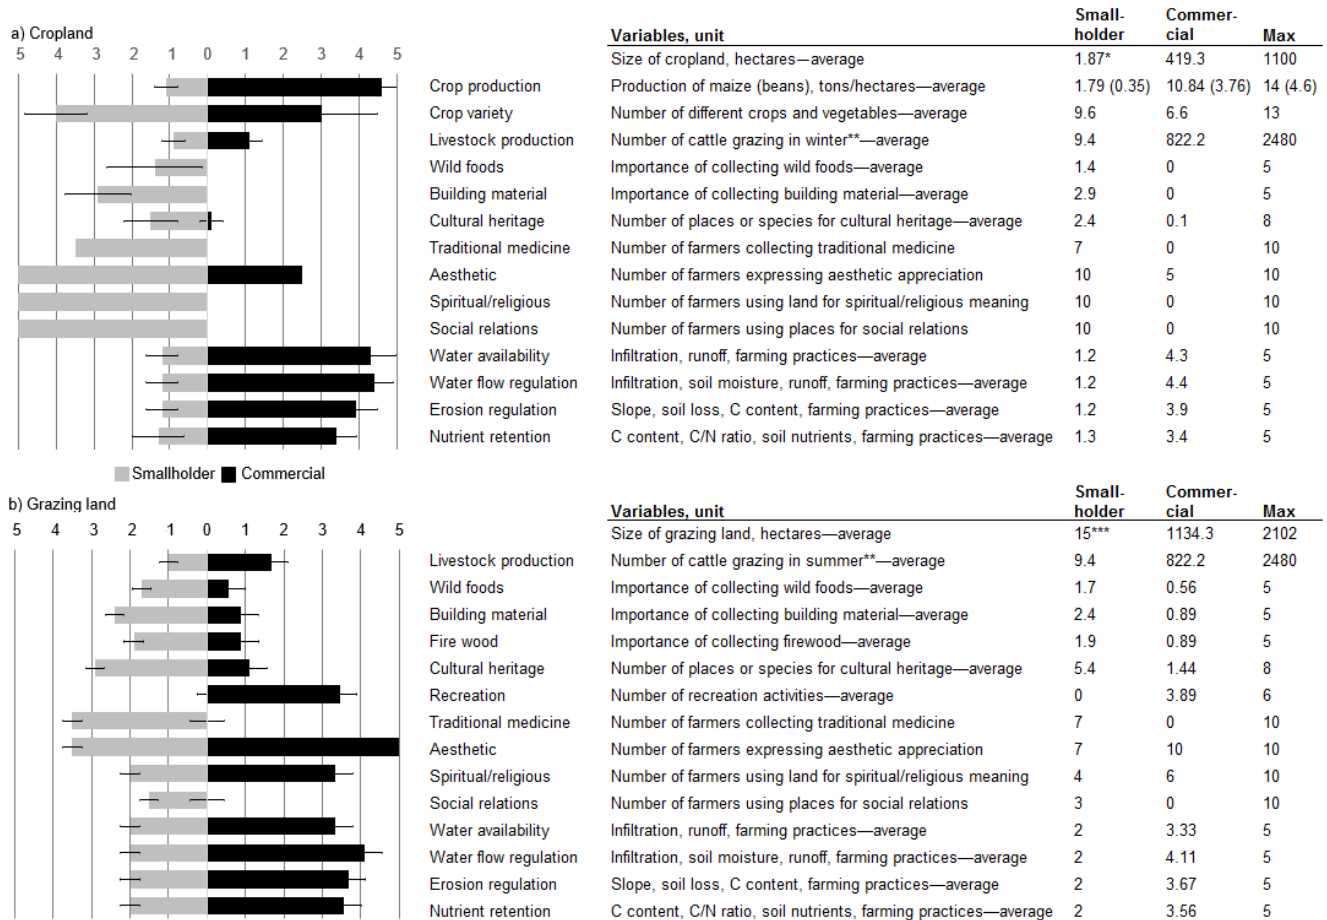 a) Cropland
5 4 3 2 1 0 1 2 3 4 5
Variables, unit Small-holder Commer-cial Max
Size of cropland, hectares—average 1.87* 419.3 1100
Crop production Production of maize (beans), tons/hectares—average 1.79 (0.35) 10.84 (3.76) 14 (4.6)
Crop variety Number of different crops and vegetables—average 9.6 6.6 13
Livestock production Number of cattle grazing in winter**—average 9.4 822.2 2480
Wild foods Importance of collecting wild foods—average 1.4 0 5
Building material Importance of collecting building material—average 2.9 0 5
Cultural heritage Number of places or species for cultural heritage—average 2.4 0.1 8
Traditional medicine Number of farmers collecting traditional medicine 7 0 10
Aesthetic Number of farmers expressing aesthetic appreciation 10 5 10
Spiritual/religious Number of farmers using land for spiritual/religious meaning 10 0 10
Social relations Number of farmers using places for social relations 10 0 10
Water availability Infiltration, runoff, farming practices—average 1.2 4.3 5
Water flow regulation Infiltration, soil moisture, runoff, farming practices—average 1.2 4.4 5
Erosion regulation Slope, soil loss, C content, farming practices—average 1.2 3.9 5
Nutrient retention C content, C/N ratio, soil nutrients, farming practices—average 1.3 3.4 5
Smallholder Commercial
b) Grazing land
5 4 3 2 1 0 1 2 3 4 5
Variables, unit Small-holder Commer-cial Max
Size of grazing land, hectares—average 15*** 1134.3 2102
Livestock production Number of cattle grazing in summer**—average 9.4 822.2 2480
Wild foods Importance of collecting wild foods—average 1.7 0.56 5
Building material Importance of collecting building material—average 2.4 0.89 5
Fire wood Importance of collecting firewood—average 1.9 0.89 5
Cultural heritage Number of places or species for cultural heritage—average 5.4 1.44 8
Recreation Number of recreation activities—average 0 3.89 6
Traditional medicine Number of farmers collecting traditional medicine 7 0 10
Aesthetic Number of farmers expressing aesthetic appreciation 7 10 10
Spiritual/religious Number of farmers using land for spiritual/religious meaning 4 6 10
Social relations Number of farmers using places for social relations 3 0 10
Water availability Infiltration, runoff, farming practices—average 2 3.33 5
Water flow regulation Infiltration, soil moisture, runoff, farming practices—average 2 4.11 5
Erosion regulation Slope, soil loss, C content, farming practices—average 2 3.67 5
Nutrient retention C content, C/N ratio, soil nutrients, farming practices—average 2 3.56 5